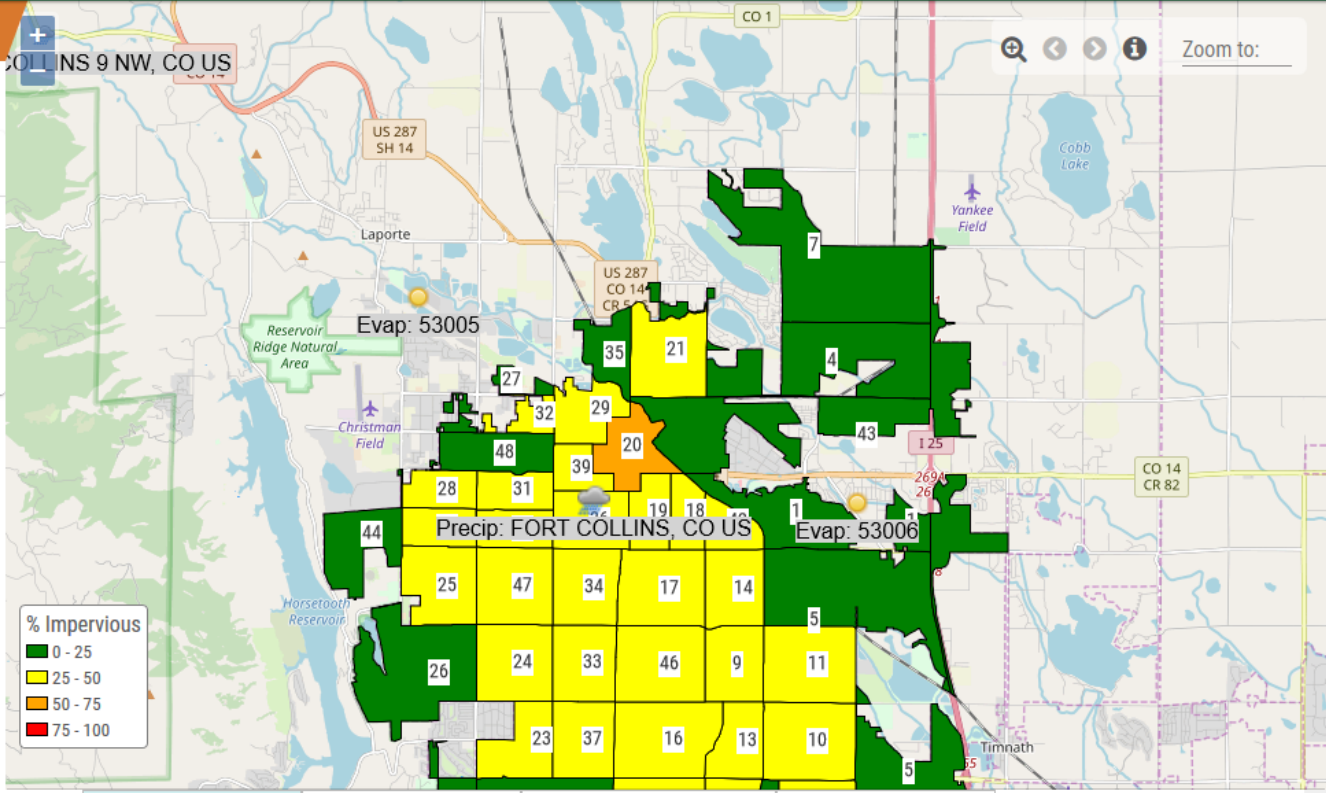 +
−
COLLINS 9 NW, CO US
CO 14
CO 1
Zoom to:
US 287
SH 14
Cobb
Lake
Yankee
Field
Laporte
7
US 287
CO 14
Evap: 53005
Reservoir
Ridge Natural
Area
35
21
4
27
32
29
Christman
Field
20
43
I 25
48
39
CO 14
CR 82
28
31
19
18
1
Precip: FORT COLLINS, CO US
Evap: 53006
44
25
47
34
17
14
Horsetooth
Reservoir
5
% Impervious
0 - 25
25 - 50
50 - 75
75 - 100
26
24
33
46
9
11
23
37
16
13
10
Timnath
5